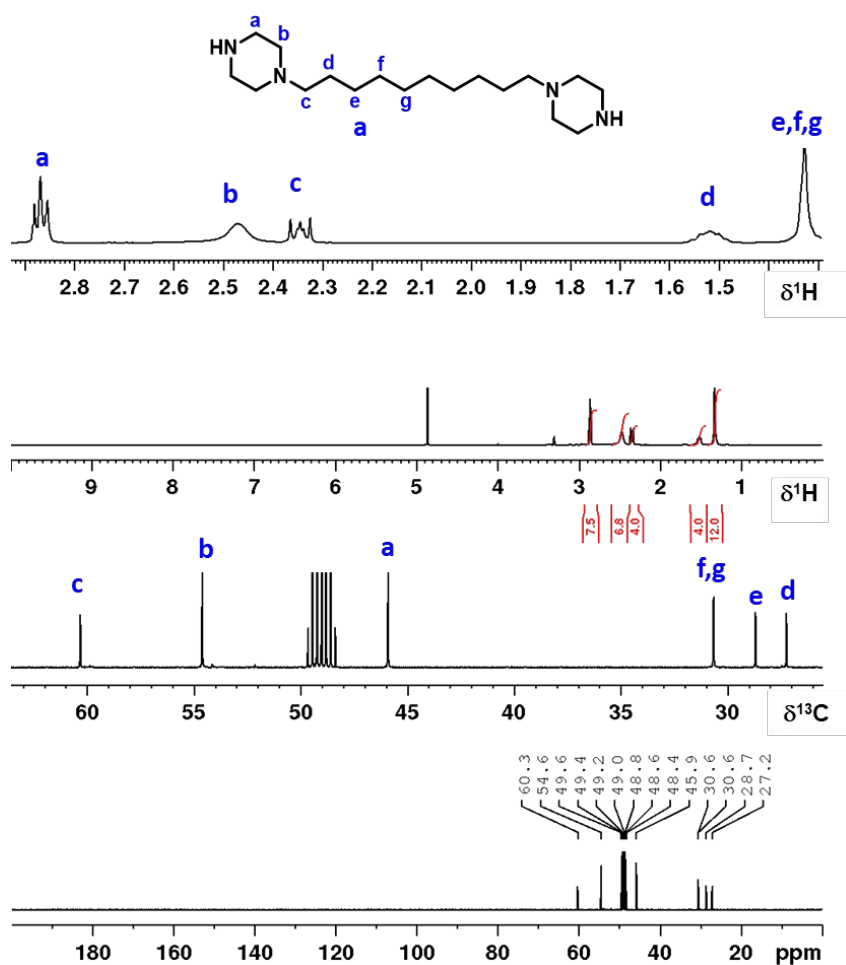 a
b
HN
N
d
f
c
e
g
N
NH
a
a
b
c
d
e,f,g
2.8 2.7 2.6 2.5 2.4 2.3 2.2 2.1 2.0 1.9 1.8 1.7 1.6 1.5
δ¹H
9 8 7 6 5 4 3 2 1
δ¹H
7.5 6.8 4.0 4.0 12.0
c
b
a
f,g
e
d
60 55 50 45 40 35 30
δ¹³C
60.3
54.6
49.6
49.4
49.2
49.0
48.8
48.6
48.4
45.9
30.6
30.6
28.7
27.2
180 160 140 120 100 80 60 40 20 ppm